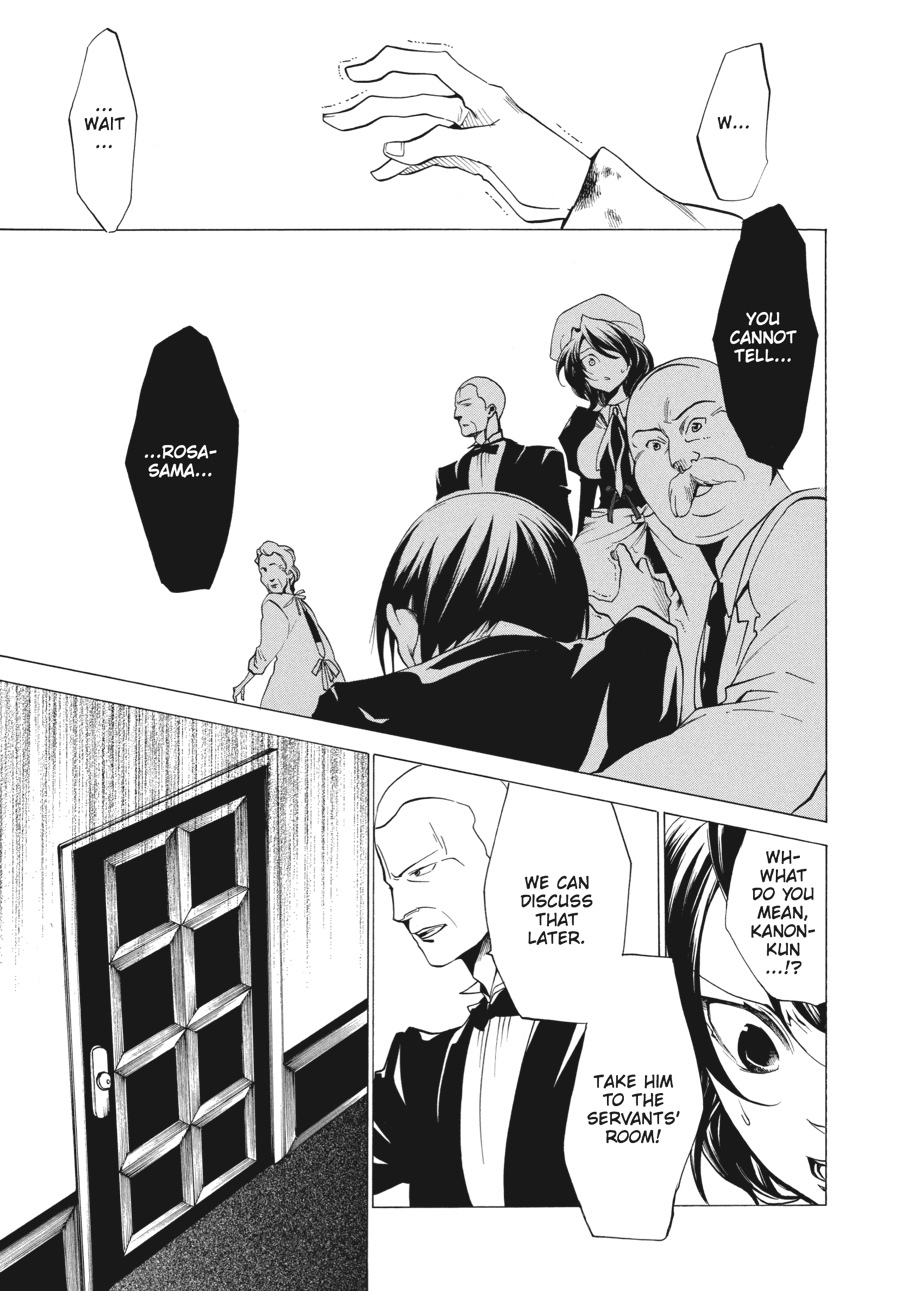 W...
...
WAIT
...
YOU
CANNOT
TELL...
...ROSA-
SAMA...
WH-
WHAT
DO YOU
MEAN,
KANON-
KUN
...!?
WE CAN
DISCUSS
THAT
LATER.
TAKE HIM
TO THE
SERVANTS'
ROOM!